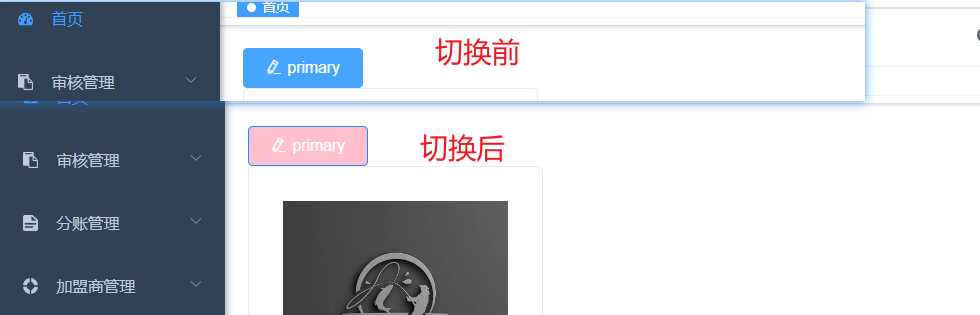 首页
首页
切换前
primary
审核管理
首页
切换后
primary
审核管理
分账管理
加盟商管理